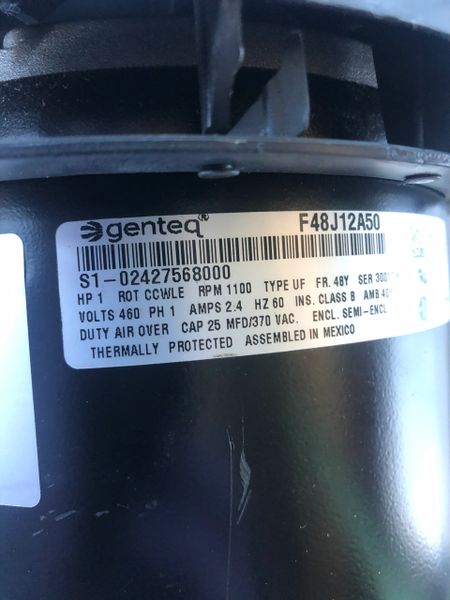 genteq® F48J12A50
S1-02427568000
HP 1 ROT CCWLE RPM 1100 TYPE UF FR. 48Y SER
VOLTS 460 PH 1 AMPS 2.4 HZ 60 INS. CLASS B AMB
DUTY AIR OVER CAP 25 MFD/370 VAC. ENCL. SEMI-ENCL
THERMALLY PROTECTED ASSEMBLED IN MEXICO